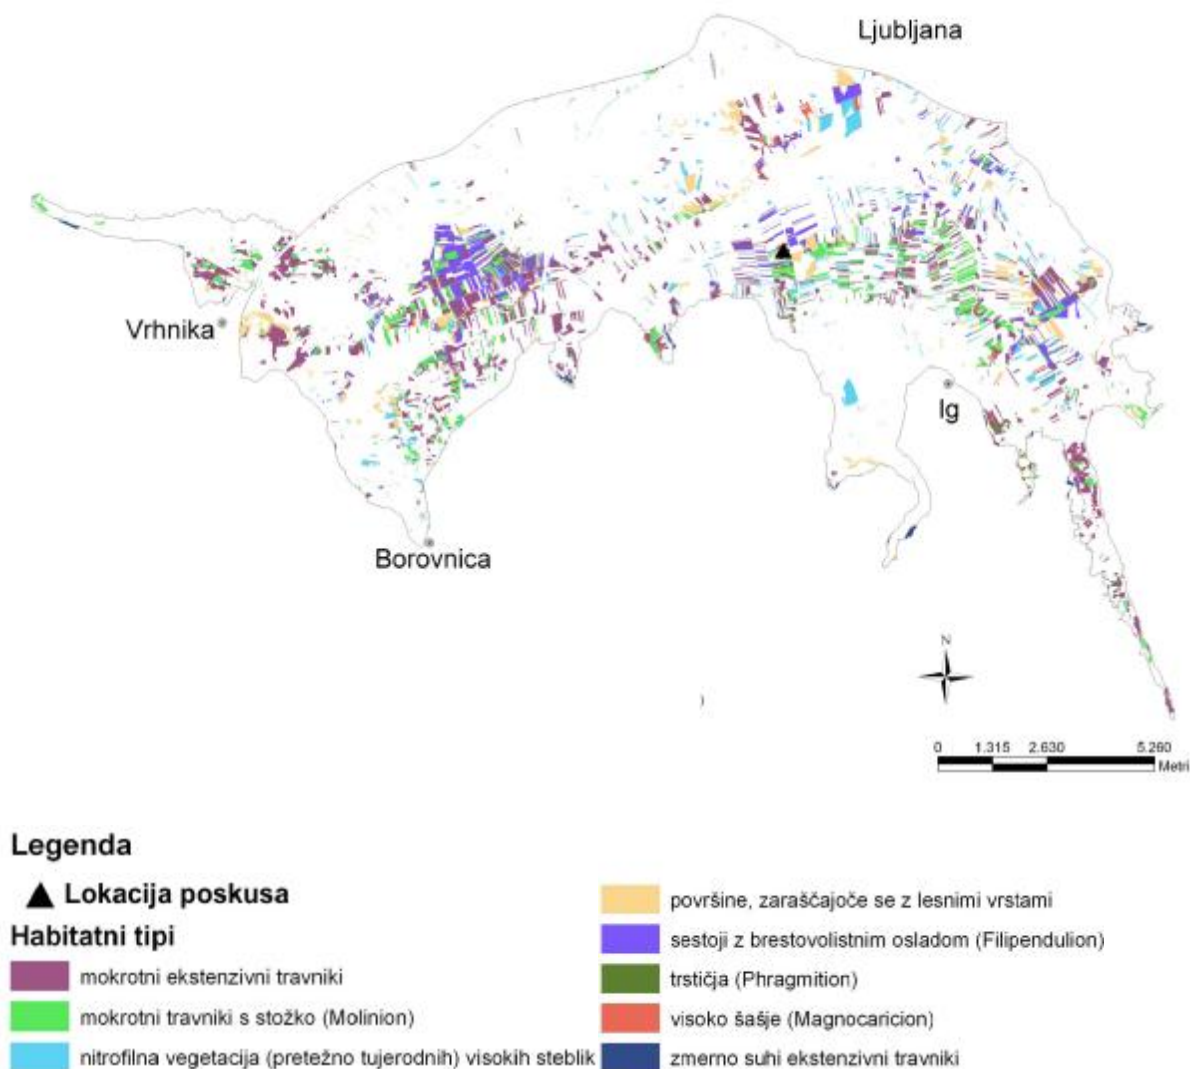 Ljubljana
Vrhnika
Ig
Borovnica
N
)
0 1.315 2.630 5.260
Metri
Legenda
Lokacija poskusa
Habitatni tipi
mokrotni ekstenzivni travniki
mokrotni travniki s stožko (Molinion)
nitrofilna vegetacija (pretežno tujerodnih) visokih steblik
površine, zaraščajoče se z lesnimi vrstami
sestoji z brestovolistnim osladom (Filipendulion)
trstičja (Phragmition)
visoko šašje (Magnocaricion)
zmerno suhi ekstenzivni travniki